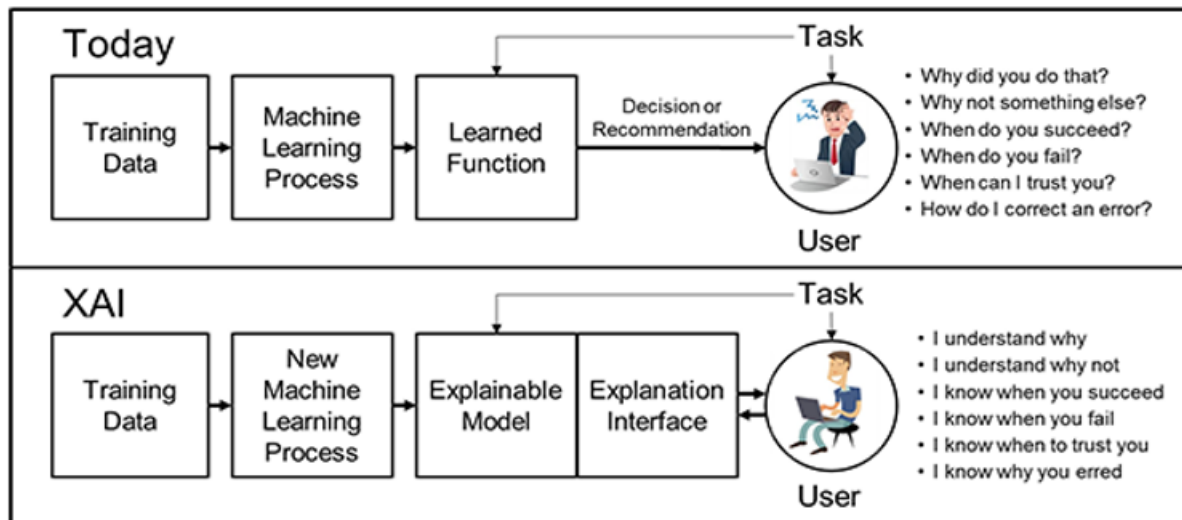 Today
Task
Training
Data
Machine
Learning
Process
Learned
Function
Decision or
Recommendation
User
• Why did you do that?
• Why not something else?
• When do you succeed?
• When do you fail?
• When can I trust you?
• How do I correct an error?
XAI
Task
Training
Data
New
Machine
Learning
Process
Explainable
Model
Explanation
Interface
User
• I understand why
• I understand why not
• I know when you succeed
• I know when you fail
• I know when to trust you
• I know why you erred